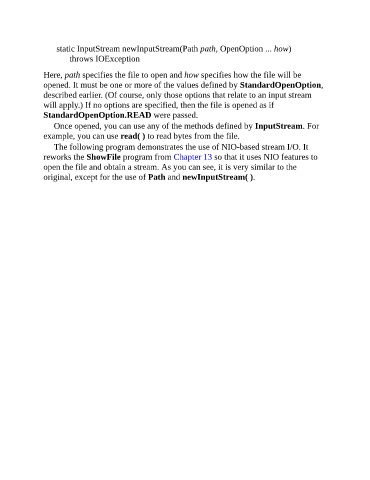 static InputStream newInputStream(Path path, OpenOption ... how)
throws IOException
Here, path specifies the file to open and how specifies how the file will be
opened. It must be one or more of the values defined by StandardOpenOption,
described earlier. (Of course, only those options that relate to an input stream
will apply.) If no options are specified, then the file is opened as if
StandardOpenOption.READ were passed.
Once opened, you can use any of the methods defined by InputStream. For
example, you can use read( ) to read bytes from the file.
The following program demonstrates the use of NIO-based stream I/O. It
reworks the ShowFile program from Chapter 13 so that it uses NIO features to
open the file and obtain a stream. As you can see, it is very similar to the
original, except for the use of Path and newInputStream( ).